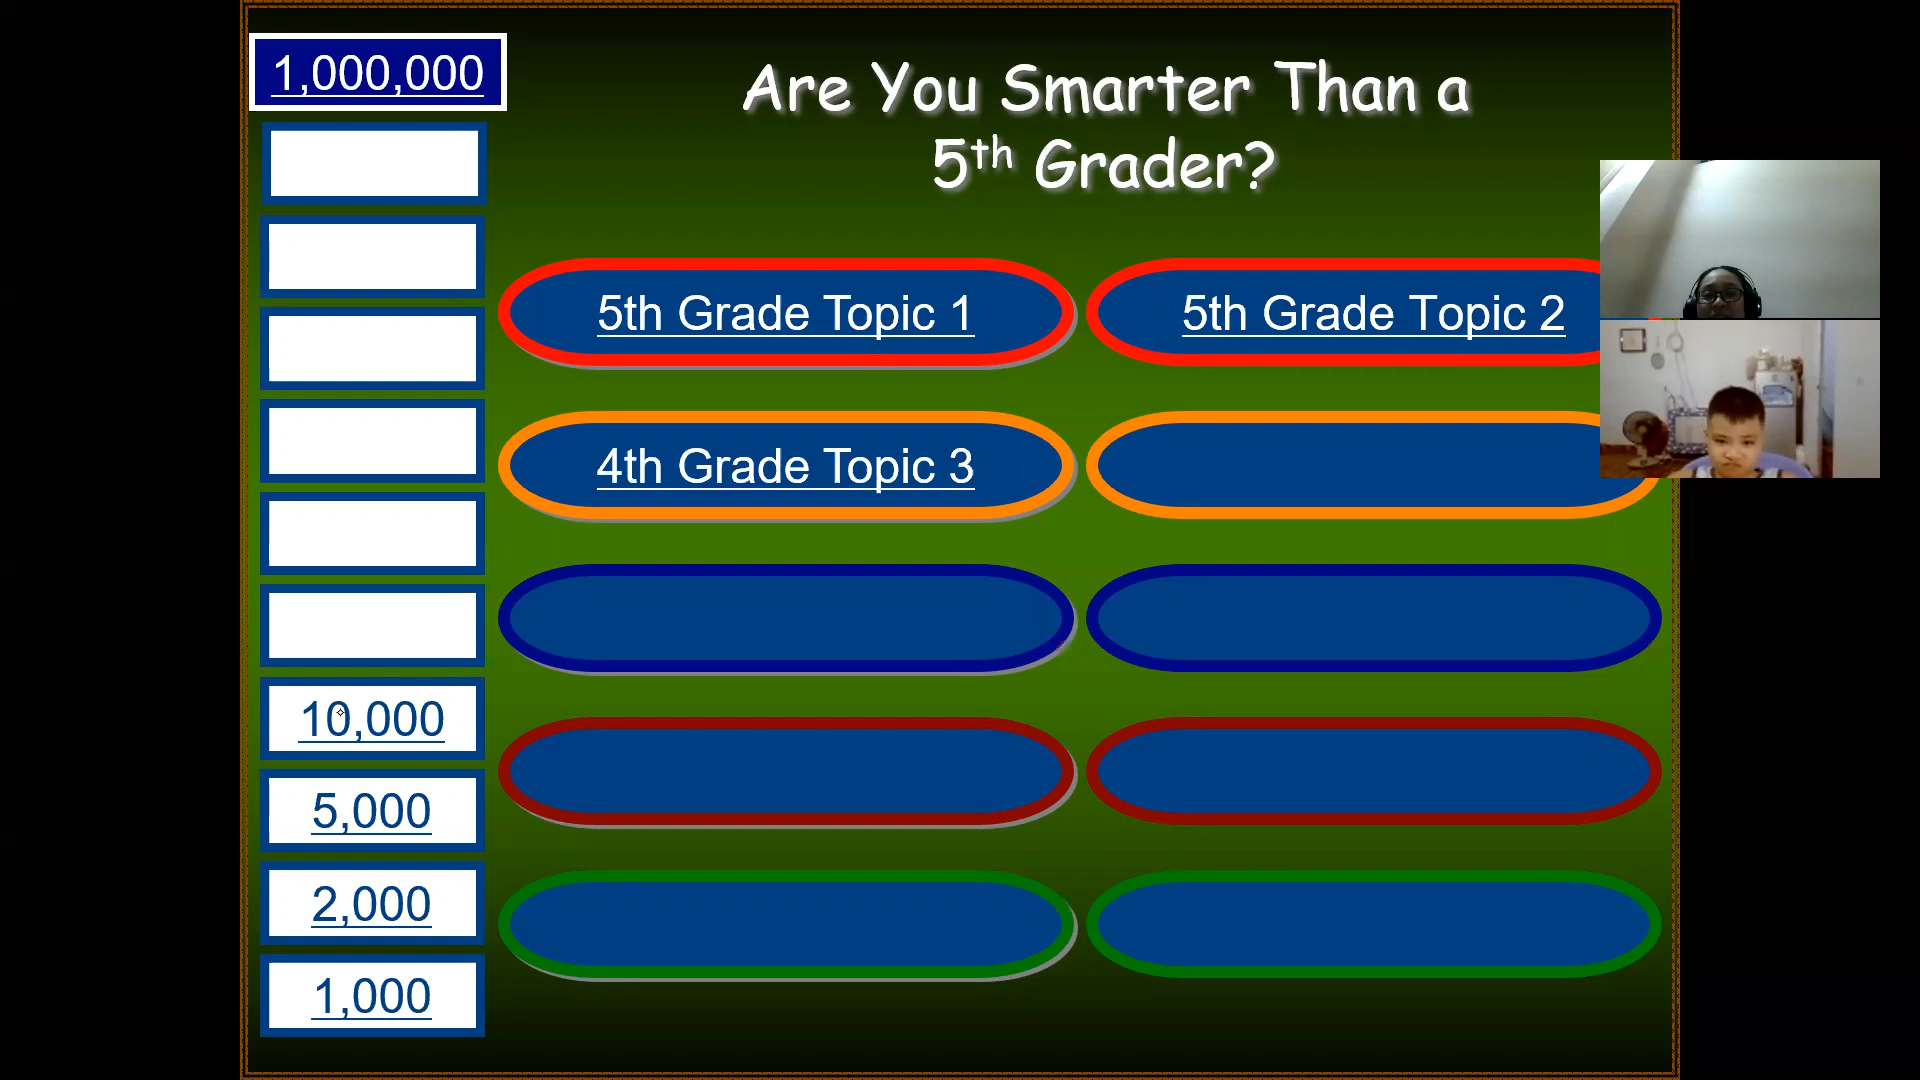 1,000,000
Are You Smarter Than a
5th Grader?
5th Grade Topic 1
5th Grade Topic 2
4th Grade Topic 3
10,000
5,000
2,000
1,000